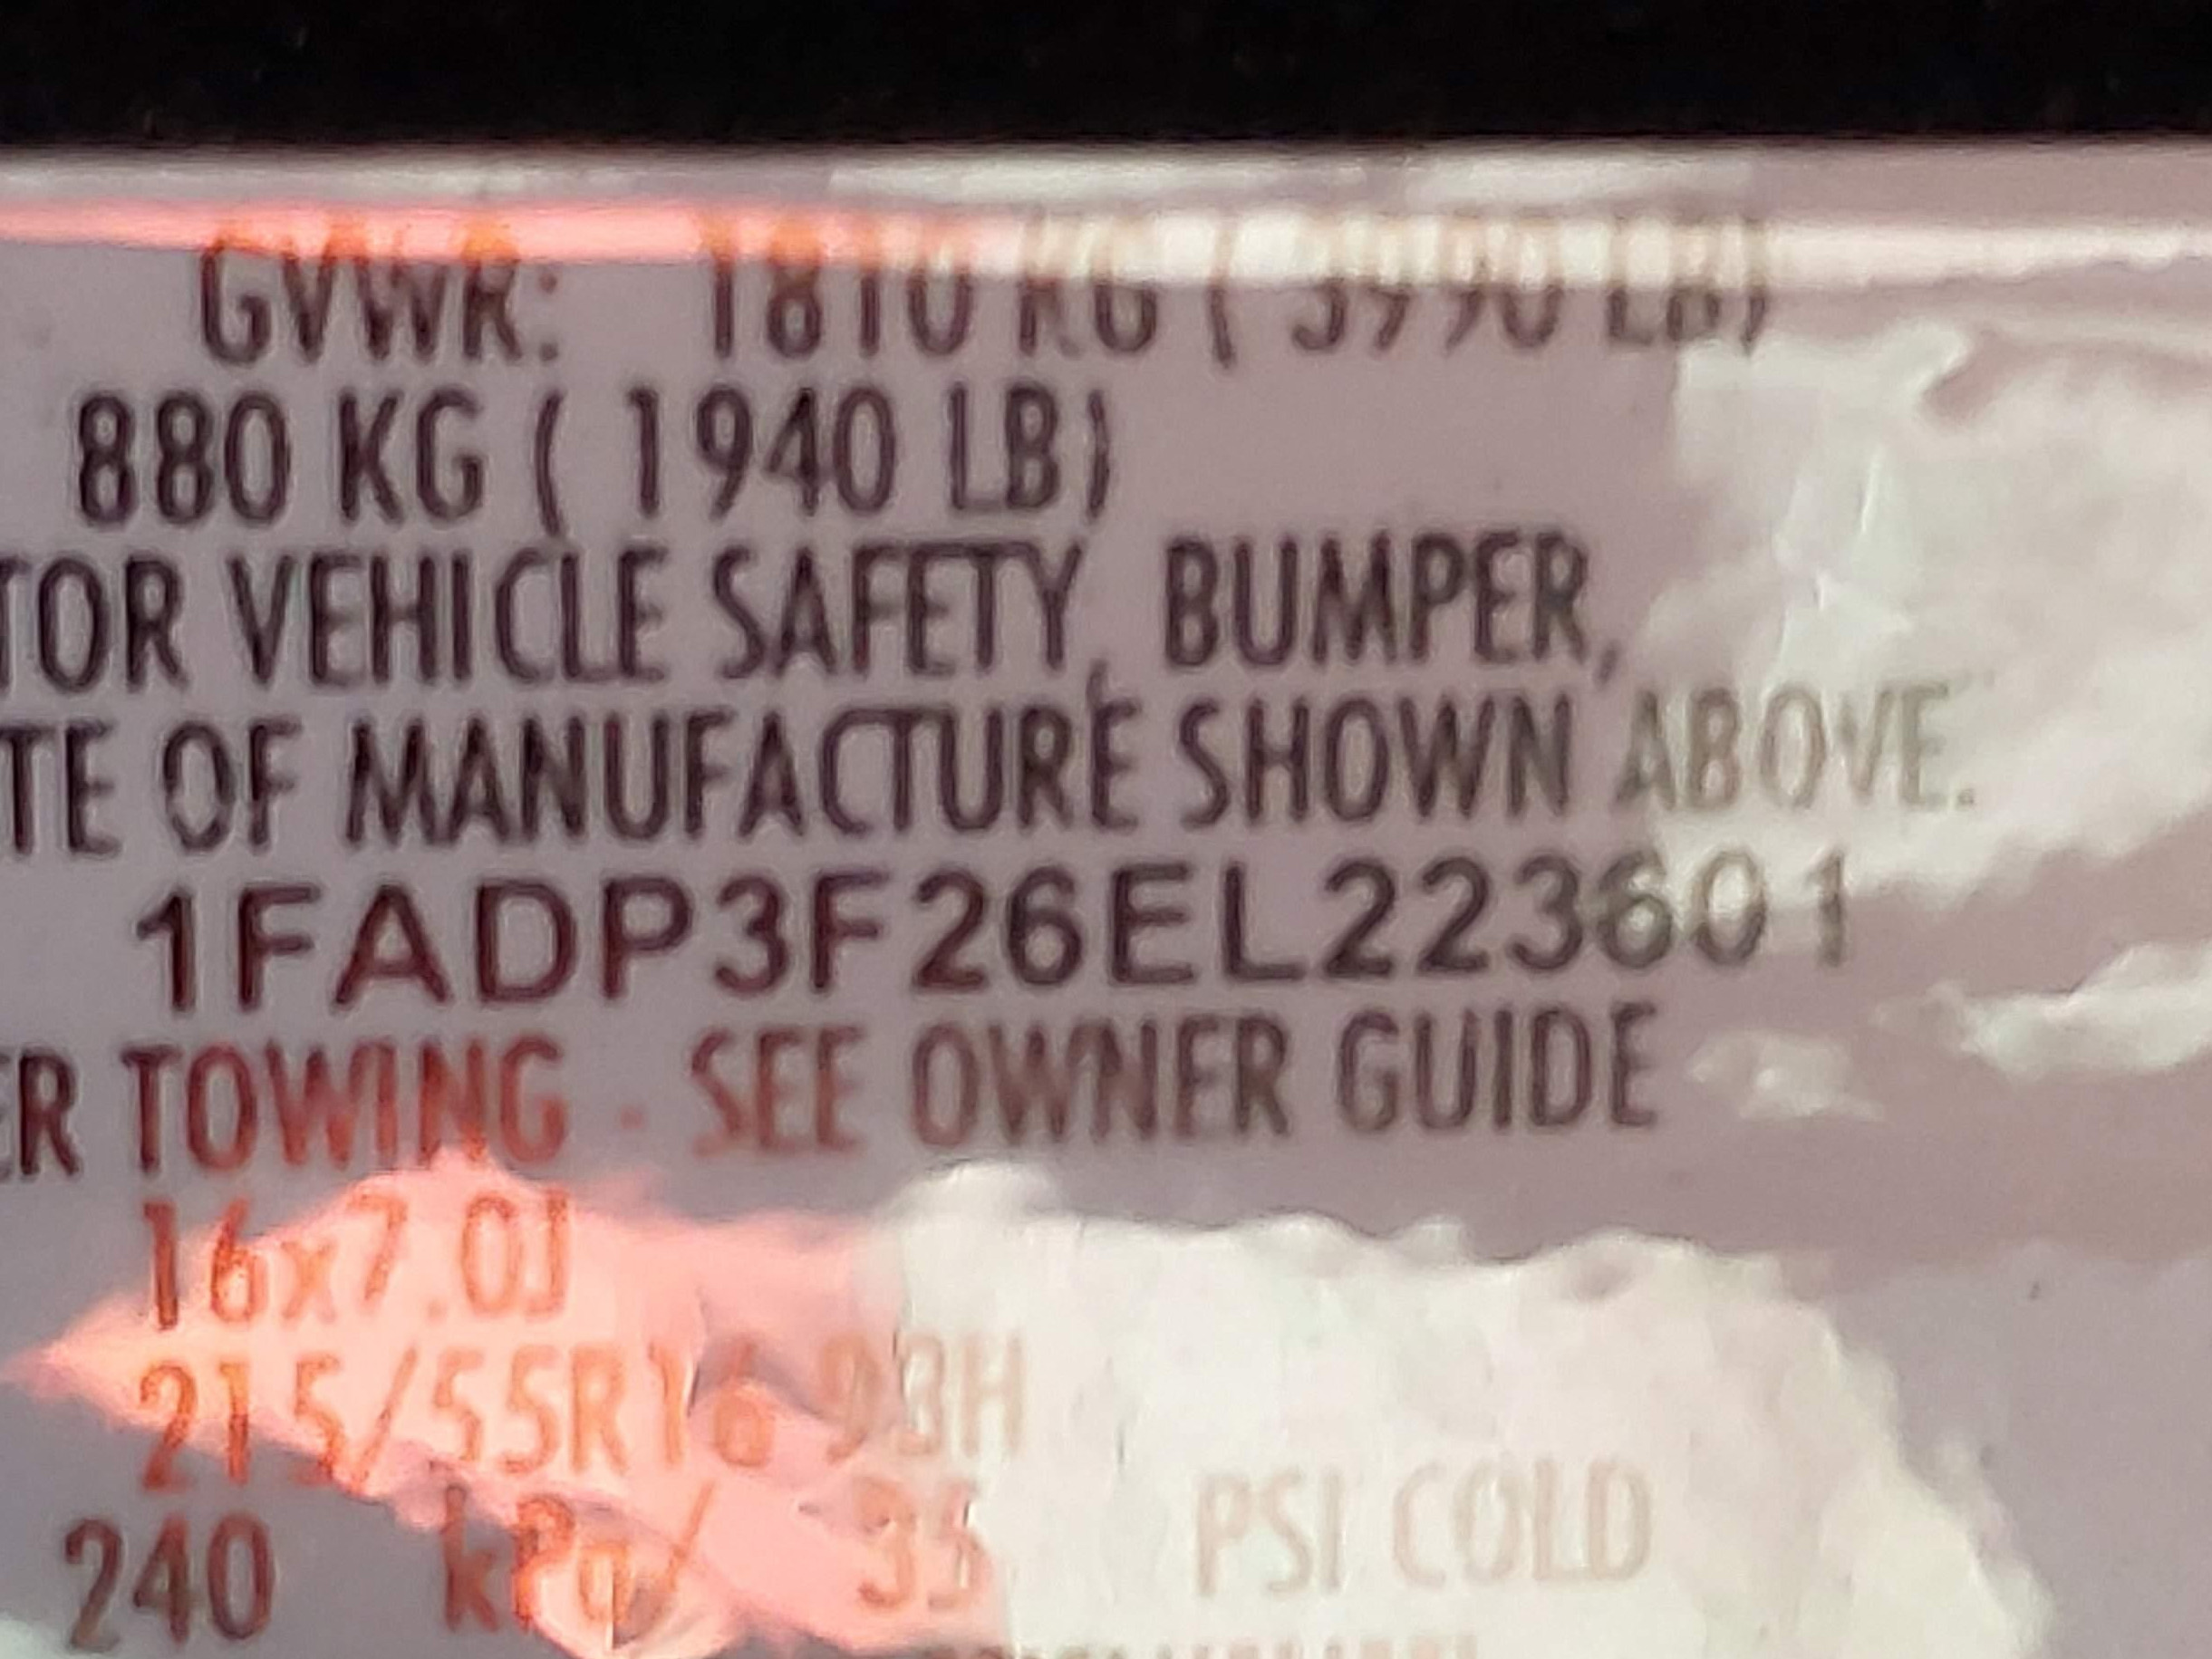 GVWR: 1810 KG ( 3990 LB)
880 KG ( 1940 LB)
TOR VEHICLE SAFETY, BUMPER,
TE OF MANUFACTURE SHOWN ABOVE.
1FADP3F26EL223601
ER TOWING - SEE OWNER GUIDE
16x7.0J
215/55R16 93H
240 kPa/ 35 PSI COLD